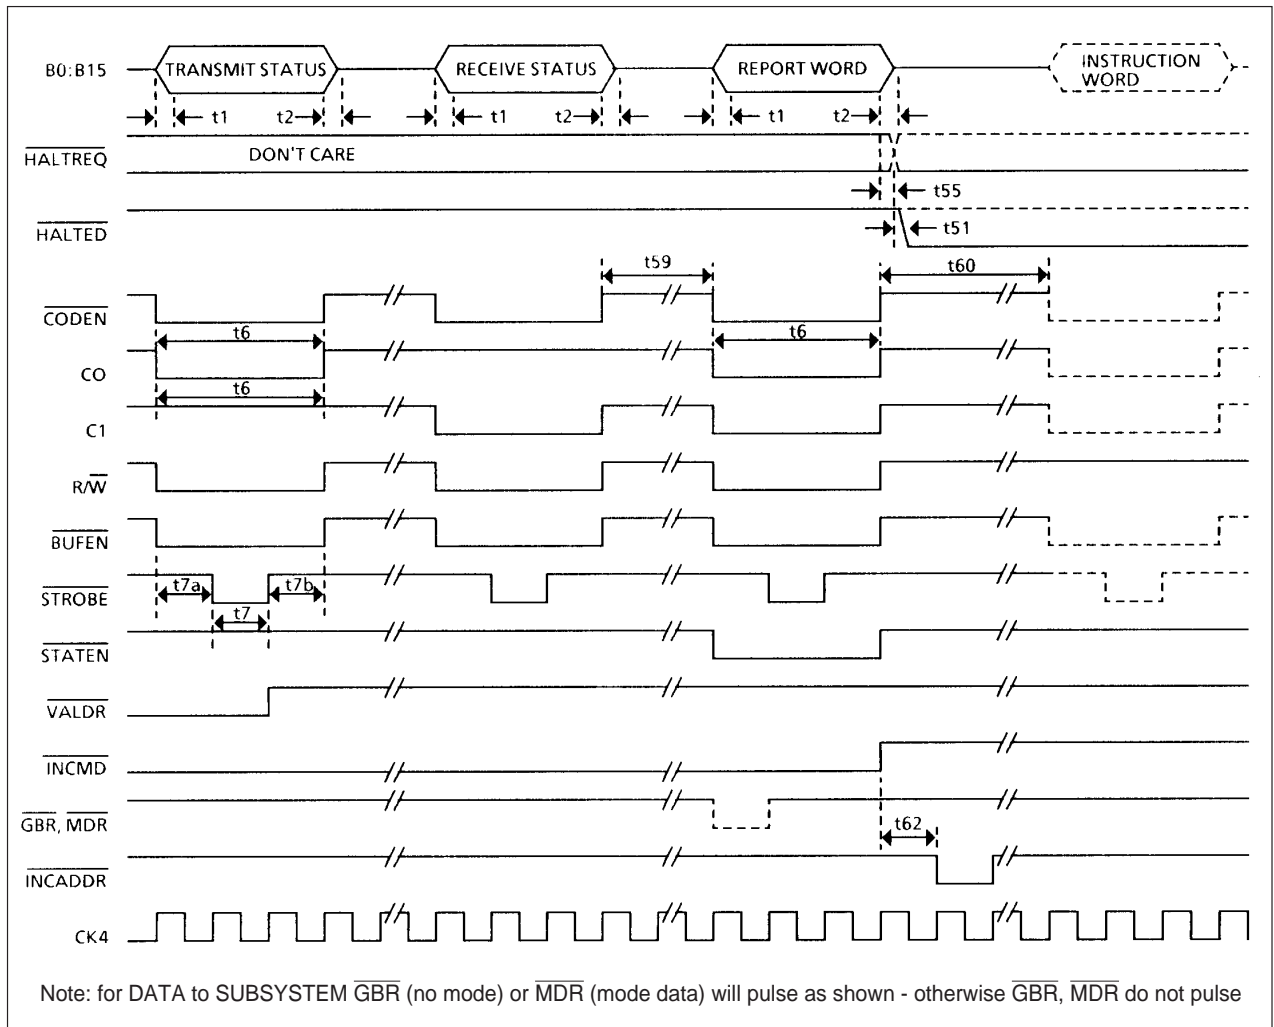 B0:B15 TRANSMIT STATUS RECEIVE STATUS REPORT WORD INSTRUCTION WORD
t1 t2 t1 t2 t1 t2
HALTREQ DON'T CARE
t55
HALTED t51
t59 t60
CODEN
t6 t6
CO
t6
C1
R/W
BUFEN
t7a t7b
STROBE
t7
STATEN
VALDR
INCMD
GBR, MDR
t62
INCADDR
CK4
Note: for DATA to SUBSYSTEM GBR (no mode) or MDR (mode data) will pulse as shown - otherwise GBR, MDR do not pulse